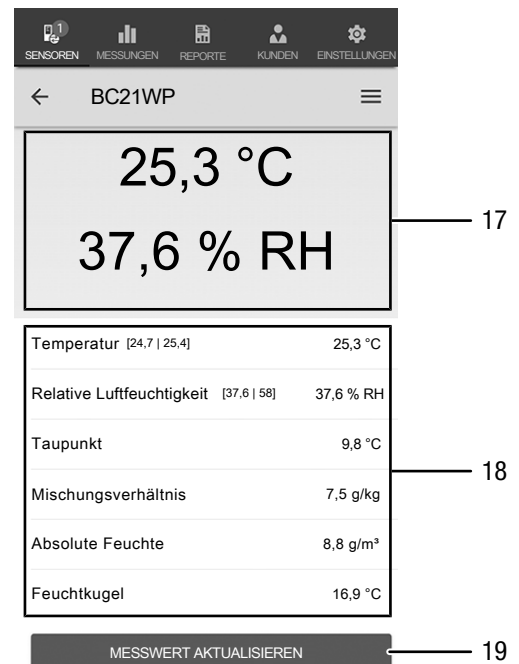 1
SENSOREN MESSUNGEN REPORTE KUNDEN EINSTELLUNGEN
BC21WP
25,3 °C
37,6 % RH
17
Temperatur [24,7 | 25,4] 25,3 °C
Relative Luftfeuchtigkeit [37,6 | 58] 37,6 % RH
Taupunkt 9,8 °C
18
Mischungsverhältnis 7,5 g/kg
Absolute Feuchte 8,8 g/m³
Feuchtkugel 16,9 °C
MESSWERT AKTUALISIEREN 19